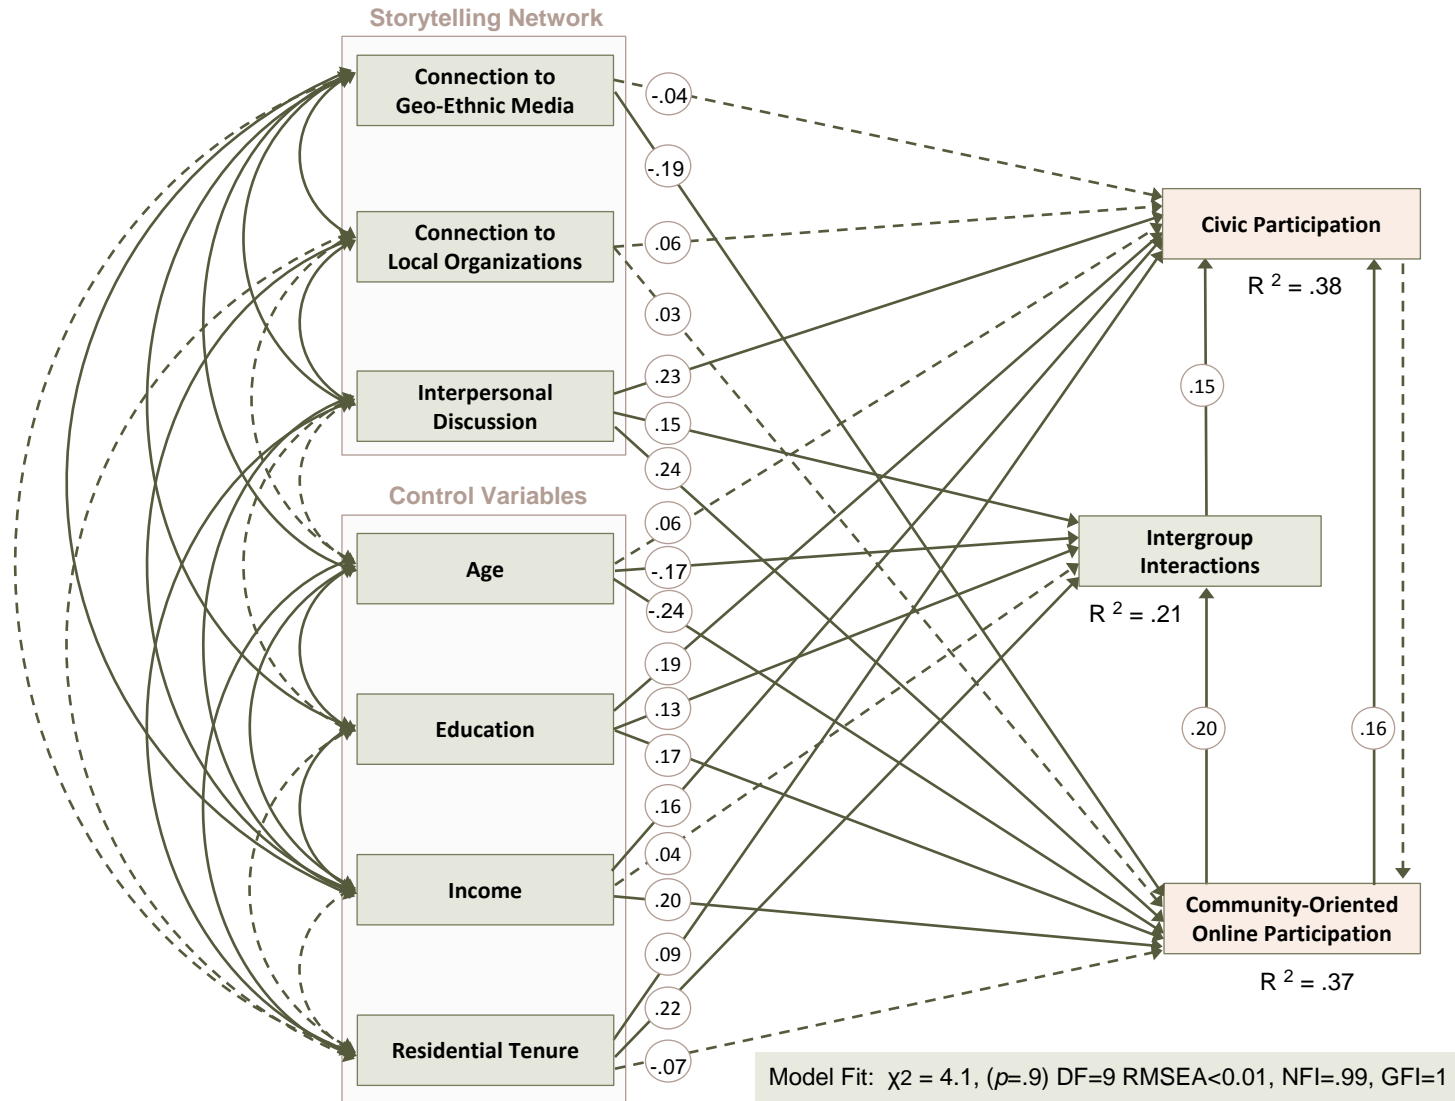 Storytelling Network
Connection to
Geo-Ethnic Media
-.04
-.19
Connection to
Local Organizations
.06
.03
Civic Participation
R 2 = .38
Interpersonal
Discussion
.23
.15
.24
.15
Control Variables
Age
.06
-.17
-.24
Intergroup
Interactions
R 2 = .21
Education
.19
.13
.17
.20
.16
Income
.16
.04
.20
Community-Oriented
Online Participation
R 2 = .37
Residential Tenure
.09
.22
-.07
Model Fit: χ2 = 4.1, (p=.9) DF=9 RMSEA<0.01, NFI=.99, GFI=1